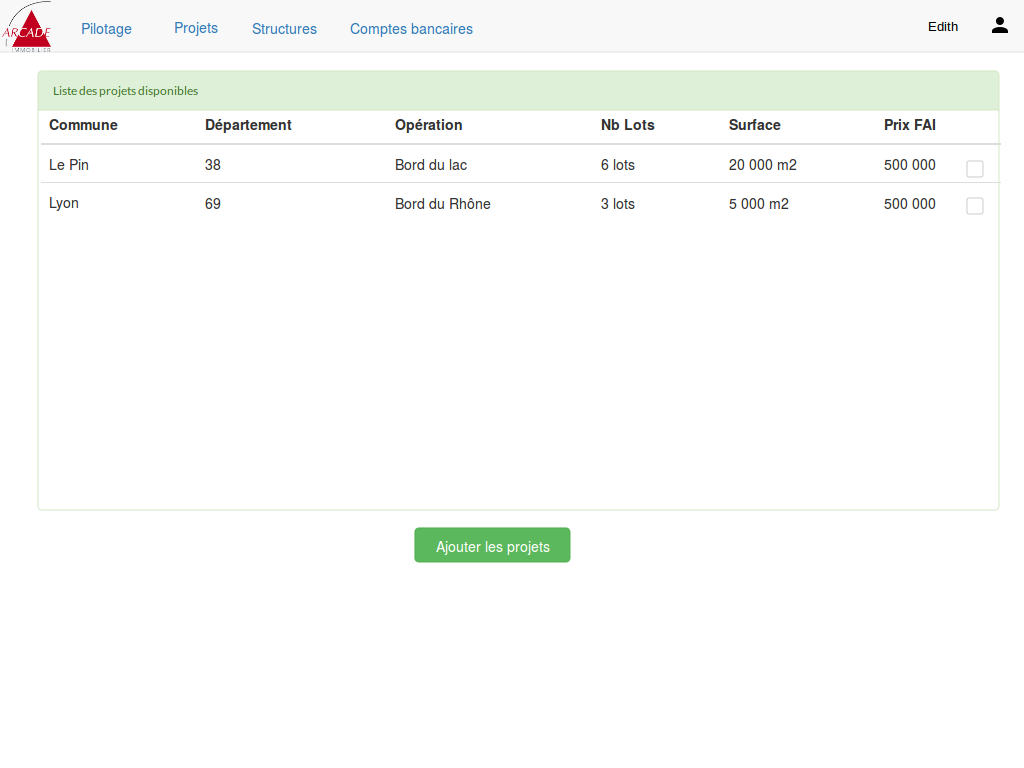 ARCADE
IMMOBILIER
Pilotage Projets Structures Comptes bancaires Edith
Liste des projets disponibles
Commune Département Opération Nb Lots Surface Prix FAI
Le Pin 38 Bord du lac 6 lots 20 000 m2 500 000
Lyon 69 Bord du Rhône 3 lots 5 000 m2 500 000
Ajouter les projets